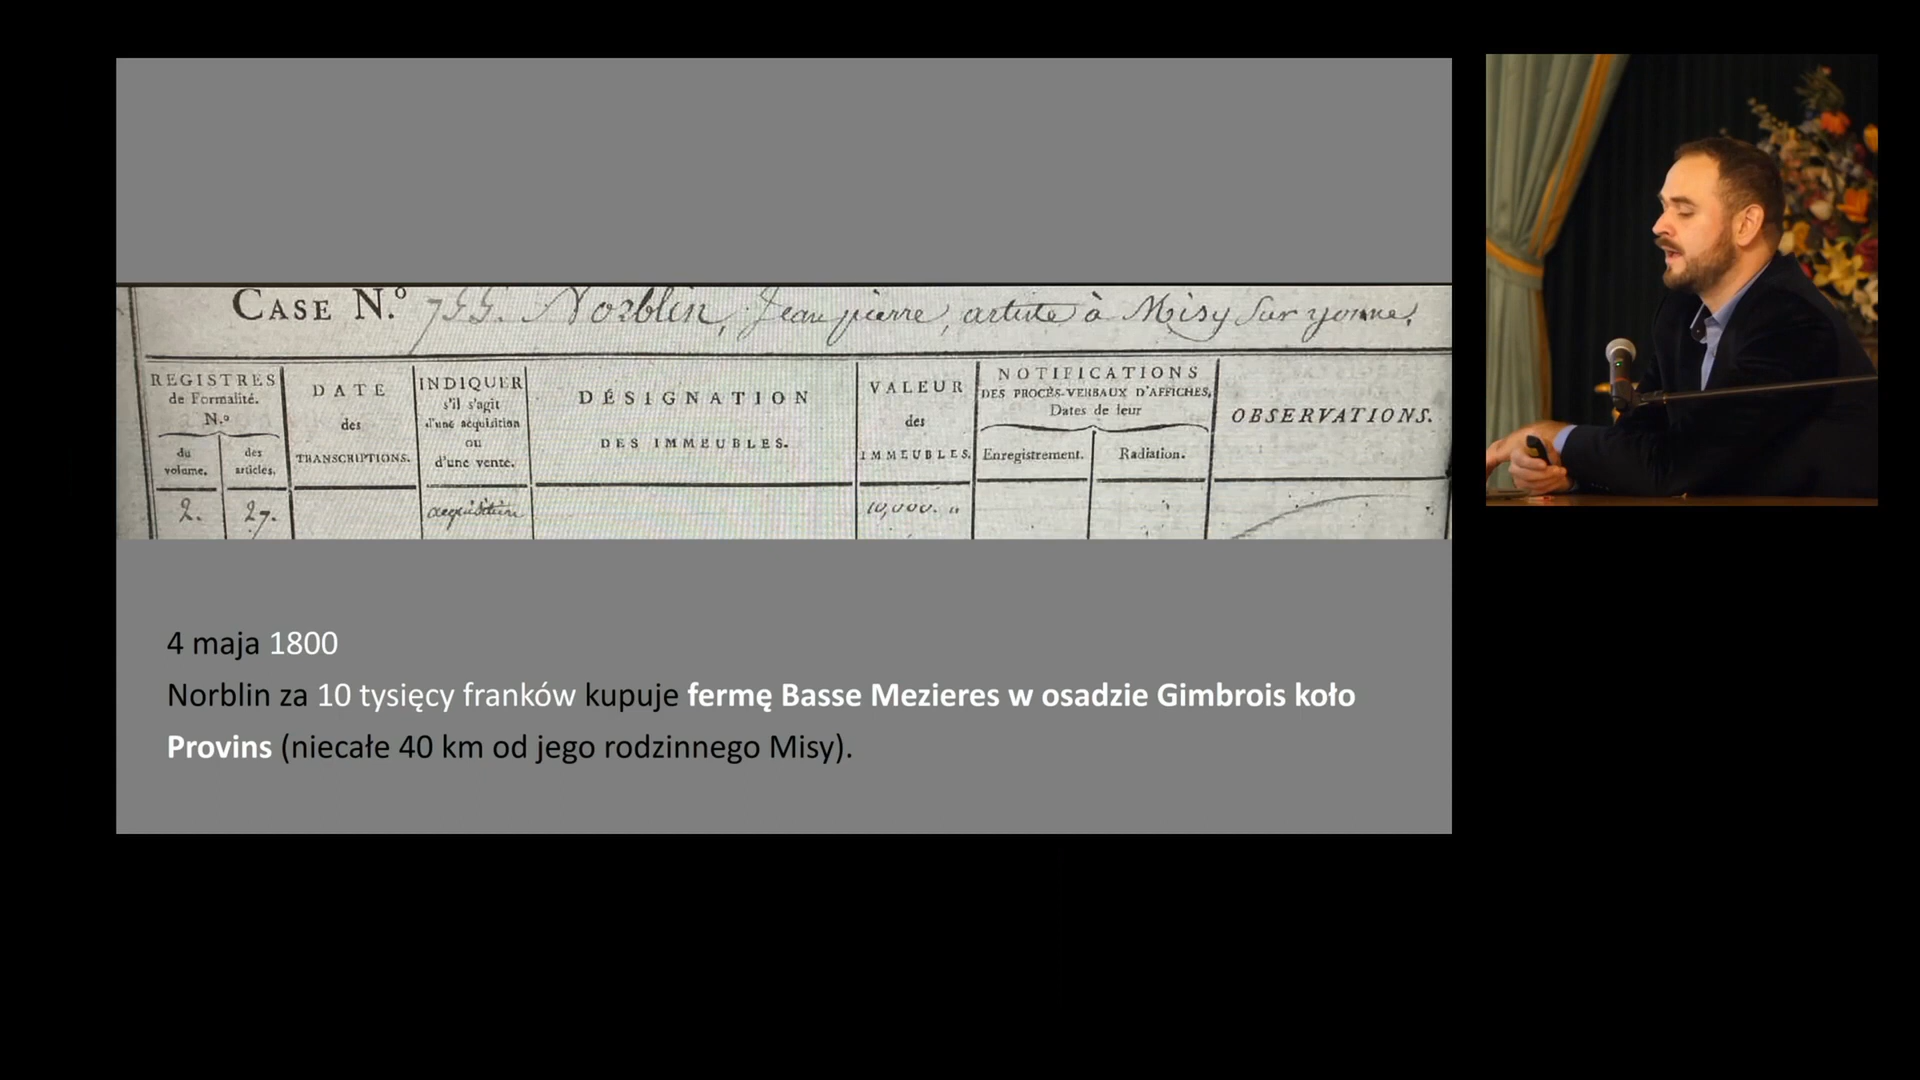 CASE N.º 755. Norblin, Jean pierre, artiste à Misy Sur yonne,
REGISTRES
de Formalité.
N.º
du
volume.
des
articles.
DATE
des
TRANSCRIPTIONS.
INDIQUER
s'il s'agit
d'une acquisition
ou
d'une vente.
DÉSIGNATION
DES IMMEUBLES.
VALEUR
des
IMMEUBLES.
NOTIFICATIONS
DES PROCÈS-VERBAUX D'AFFICHES,
Dates de leur
Enregistrement.
Radiation.
OBSERVATIONS.
2. 27. acquisition 10,000. "
4 maja 1800
Norblin za 10 tysięcy franków kupuje fermę Basse Mezieres w osadzie Gimbrois koło
Provins (niecałe 40 km od jego rodzinnego Misy).